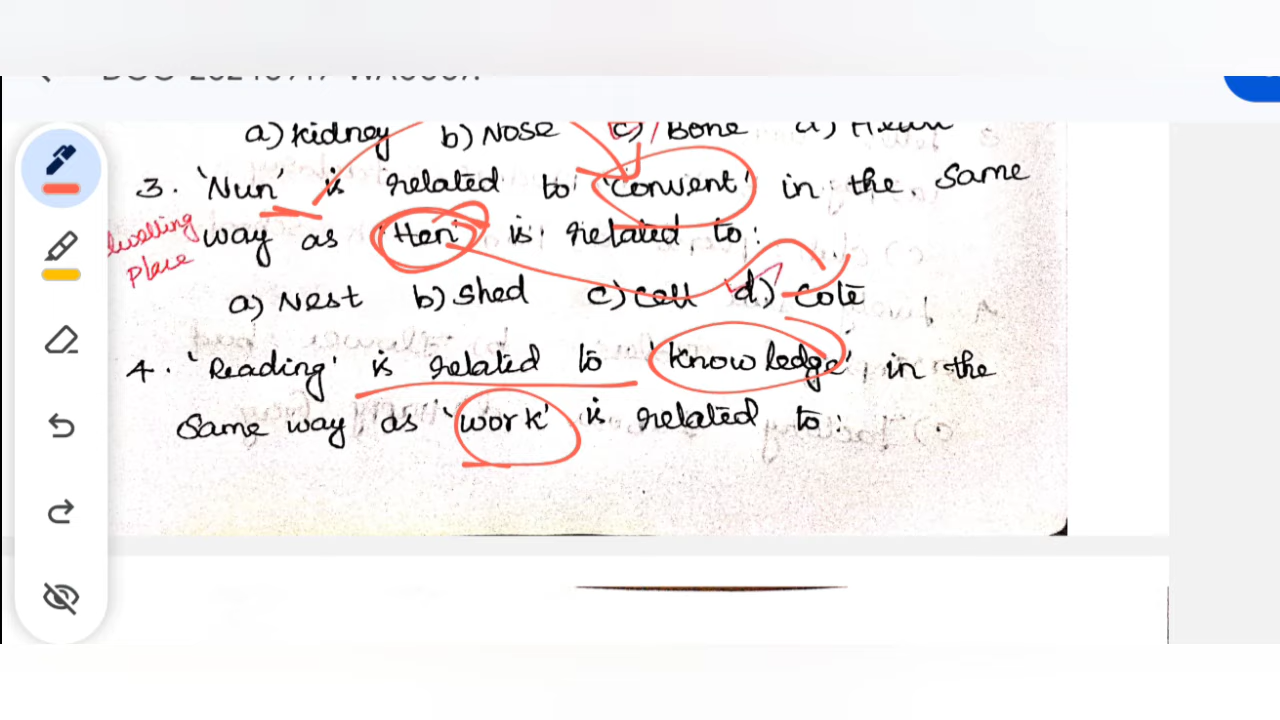 a) kidney b) Nose c) Bone d)
3. 'Nun' is related to 'Convent' in the same
dwelling place
way as 'Hen' is related to:
a) Nest b) Shed c) Cell d) Cote
4. 'Reading' is related to 'knowledge', in the
same way, as 'work' is related to: